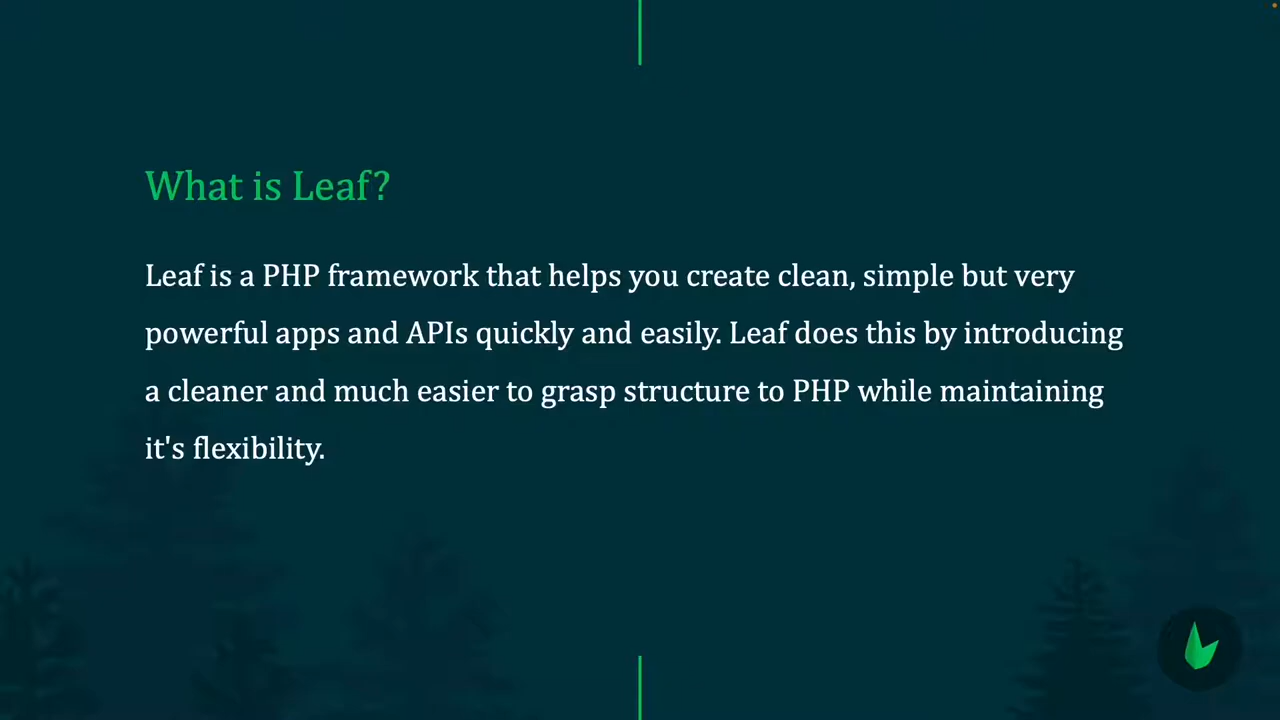 What is Leaf?
Leaf is a PHP framework that helps you create clean, simple but very
powerful apps and APIs quickly and easily. Leaf does this by introducing
a cleaner and much easier to grasp structure to PHP while maintaining
it's flexibility.